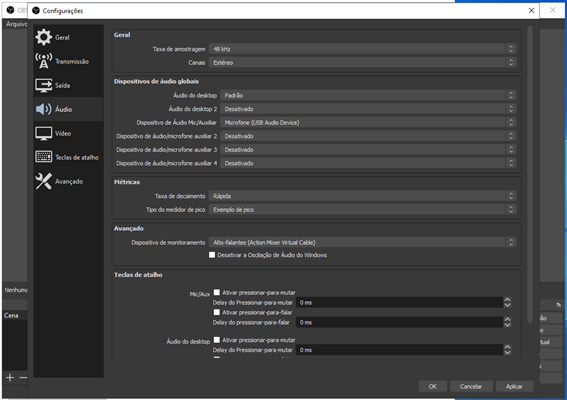 Configurações
Arquivo
Geral
Transmissão
Saída
Áudio
Vídeo
Teclas de atalho
Avançado
Geral
Taxa de amostragem 48 kHz
Canais Estéreo
Dispositivos de áudio globais
Áudio do desktop Padrão
Áudio do desktop 2 Desativado
Dispositivo de Áudio Mic/Auxiliar Microfone (USB Audio Device)
Dispositivo de áudio/microfone auxiliar 2 Desativado
Dispositivo de áudio/microfone auxiliar 3 Desativado
Dispositivo de áudio/microfone auxiliar 4 Desativado
Métricas
Taxa de decaimento Rápida
Tipo do medidor de pico Exemplo de pico
Avançado
Dispositivo de monitoramento Alto-falantes (Action Mixer Virtual Cable)
Desativar a Oscilação de Áudio do Windows
Teclas de atalho
Mic/Aux Ativar pressionar-para-mutar
Delay do Pressionar-para-mutar 0 ms
Ativar pressionar-para-falar
Delay do Pressionar-para-falar 0 ms
Áudio do desktop Ativar pressionar-para-mutar
Delay do Pressionar-para-mutar 0 ms
Nenhuma
Cena
OK Cancelar Aplicar